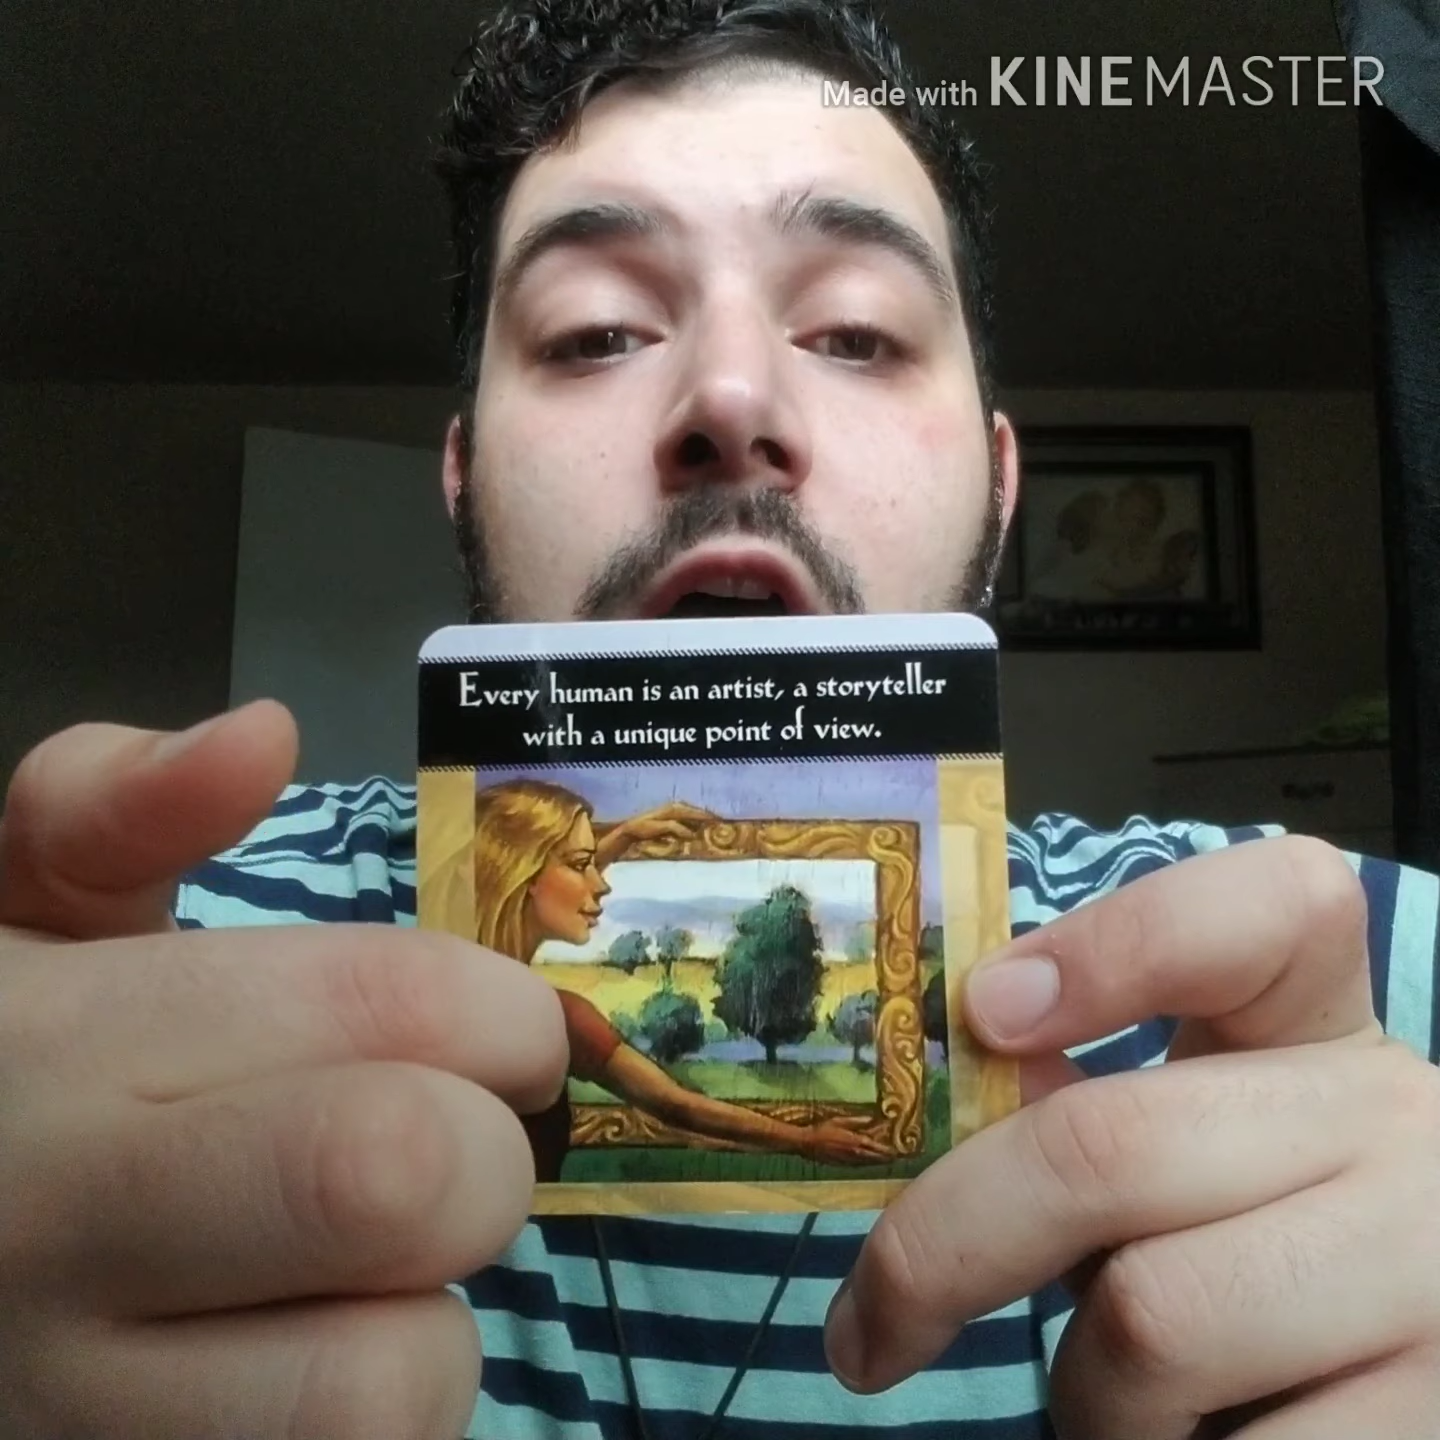 Made with KINEMASTER
Every human is an artist, a storyteller
with a unique point of view.